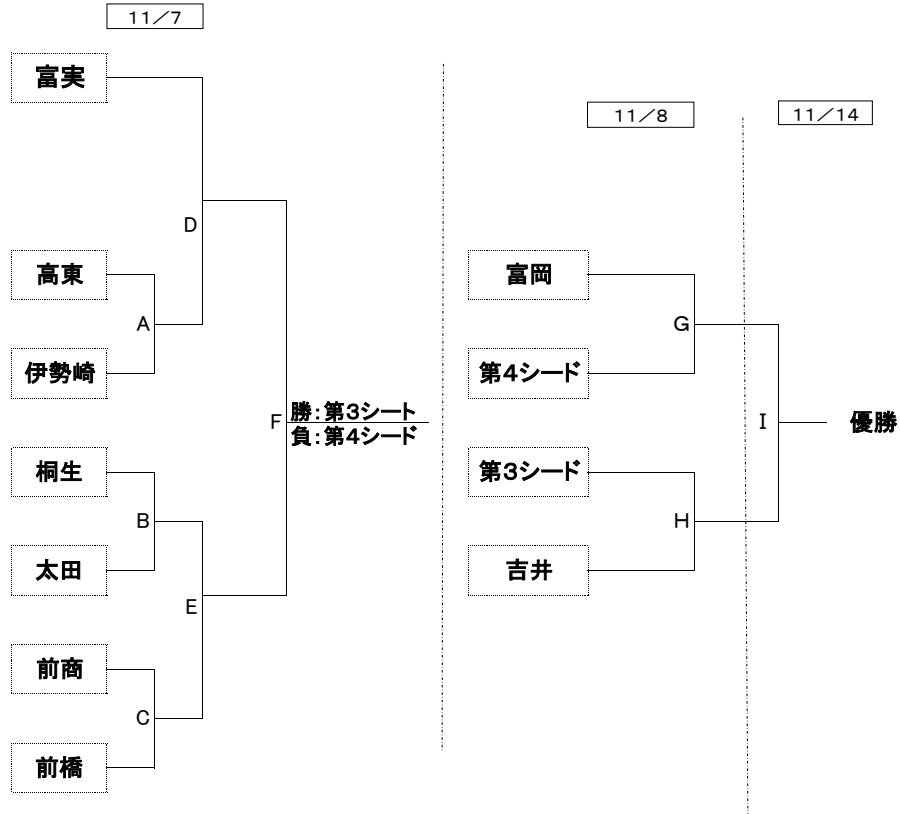 11／7
富実
D
高東
A
伊勢崎
F
勝：第3シート
負：第4シード
桐生
B
太田
E
前商
C
前橋
11／8
11／14
富岡
G
第4シード
I
優勝
第3シード
H
吉井